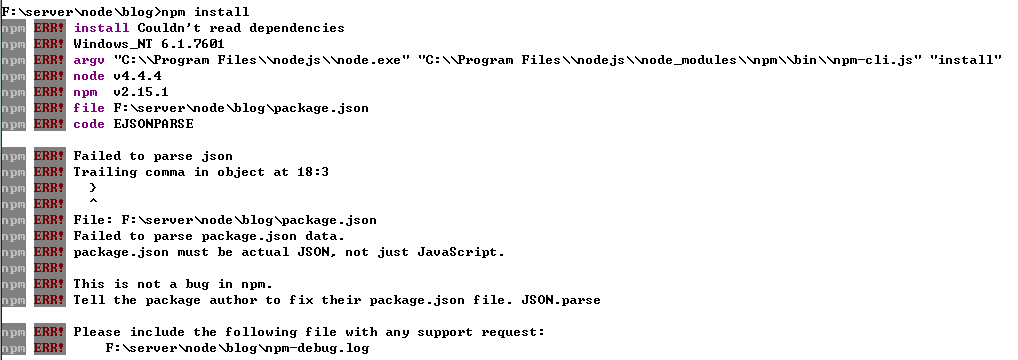 F:\server\node\blog>npm install
npm ERR! install Couldn't read dependencies
npm ERR! Windows_NT 6.1.7601
npm ERR! argv "C:\\Program Files\\nodejs\\node.exe" "C:\\Program Files\\nodejs\\node_modules\\npm\\bin\\npm-cli.js" "install"
npm ERR! node v4.4.4
npm ERR! npm  v2.15.1
npm ERR! file F:\server\node\blog\package.json
npm ERR! code EJSONPARSE
npm ERR! Failed to parse json
npm ERR! Trailing comma in object at 18:3
npm ERR!   }
npm ERR!   ^
npm ERR! File: F:\server\node\blog\package.json
npm ERR! Failed to parse package.json data.
npm ERR! package.json must be actual JSON, not just JavaScript.
npm ERR!
npm ERR! This is not a bug in npm.
npm ERR! Tell the package author to fix their package.json file. JSON.parse
npm ERR! Please include the following file with any support request:
npm ERR!     F:\server\node\blog\npm-debug.log